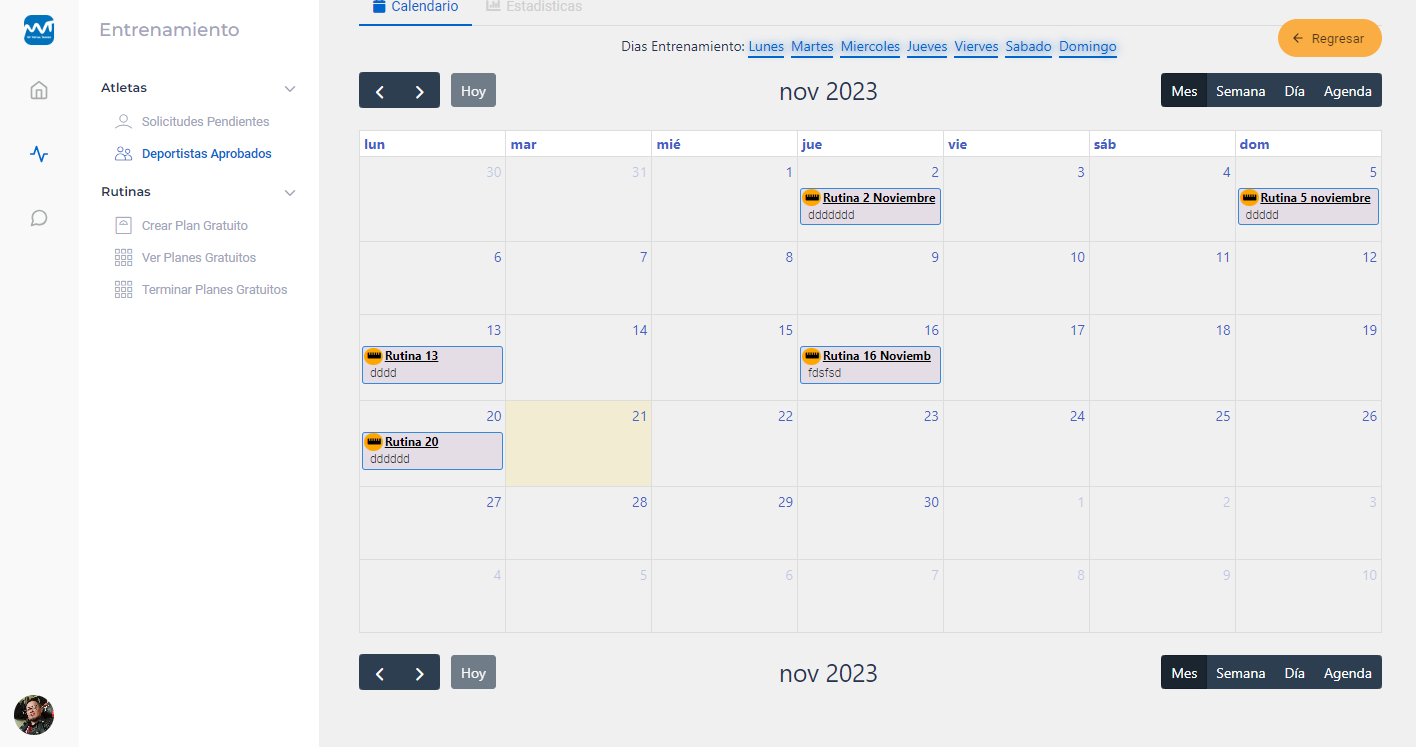 Entrenamiento
Atletas
Solicitudes Pendientes
Deportistas Aprobados
Rutinas
Crear Plan Gratuito
Ver Planes Gratuitos
Terminar Planes Gratuitos
Calendario
Estadisticas
Dias Entrenamiento: Lunes Martes Miercoles Jueves Vierves Sabado Domingo
Regresar
Hoy
nov 2023
Mes Semana Día Agenda
lun mar mié jue vie sáb dom
30 31 1 2 3 4 5
Rutina 2 Noviembre
ddddddd
Rutina 5 noviembre
ddddd
6 7 8 9 10 11 12
13 14 15 16 17 18 19
Rutina 13
dddd
Rutina 16 Noviemb
fdsfsd
20 21 22 23 24 25 26
Rutina 20
dddddd
27 28 29 30 1 2 3
4 5 6 7 8 9 10
Hoy
nov 2023
Mes Semana Día Agenda